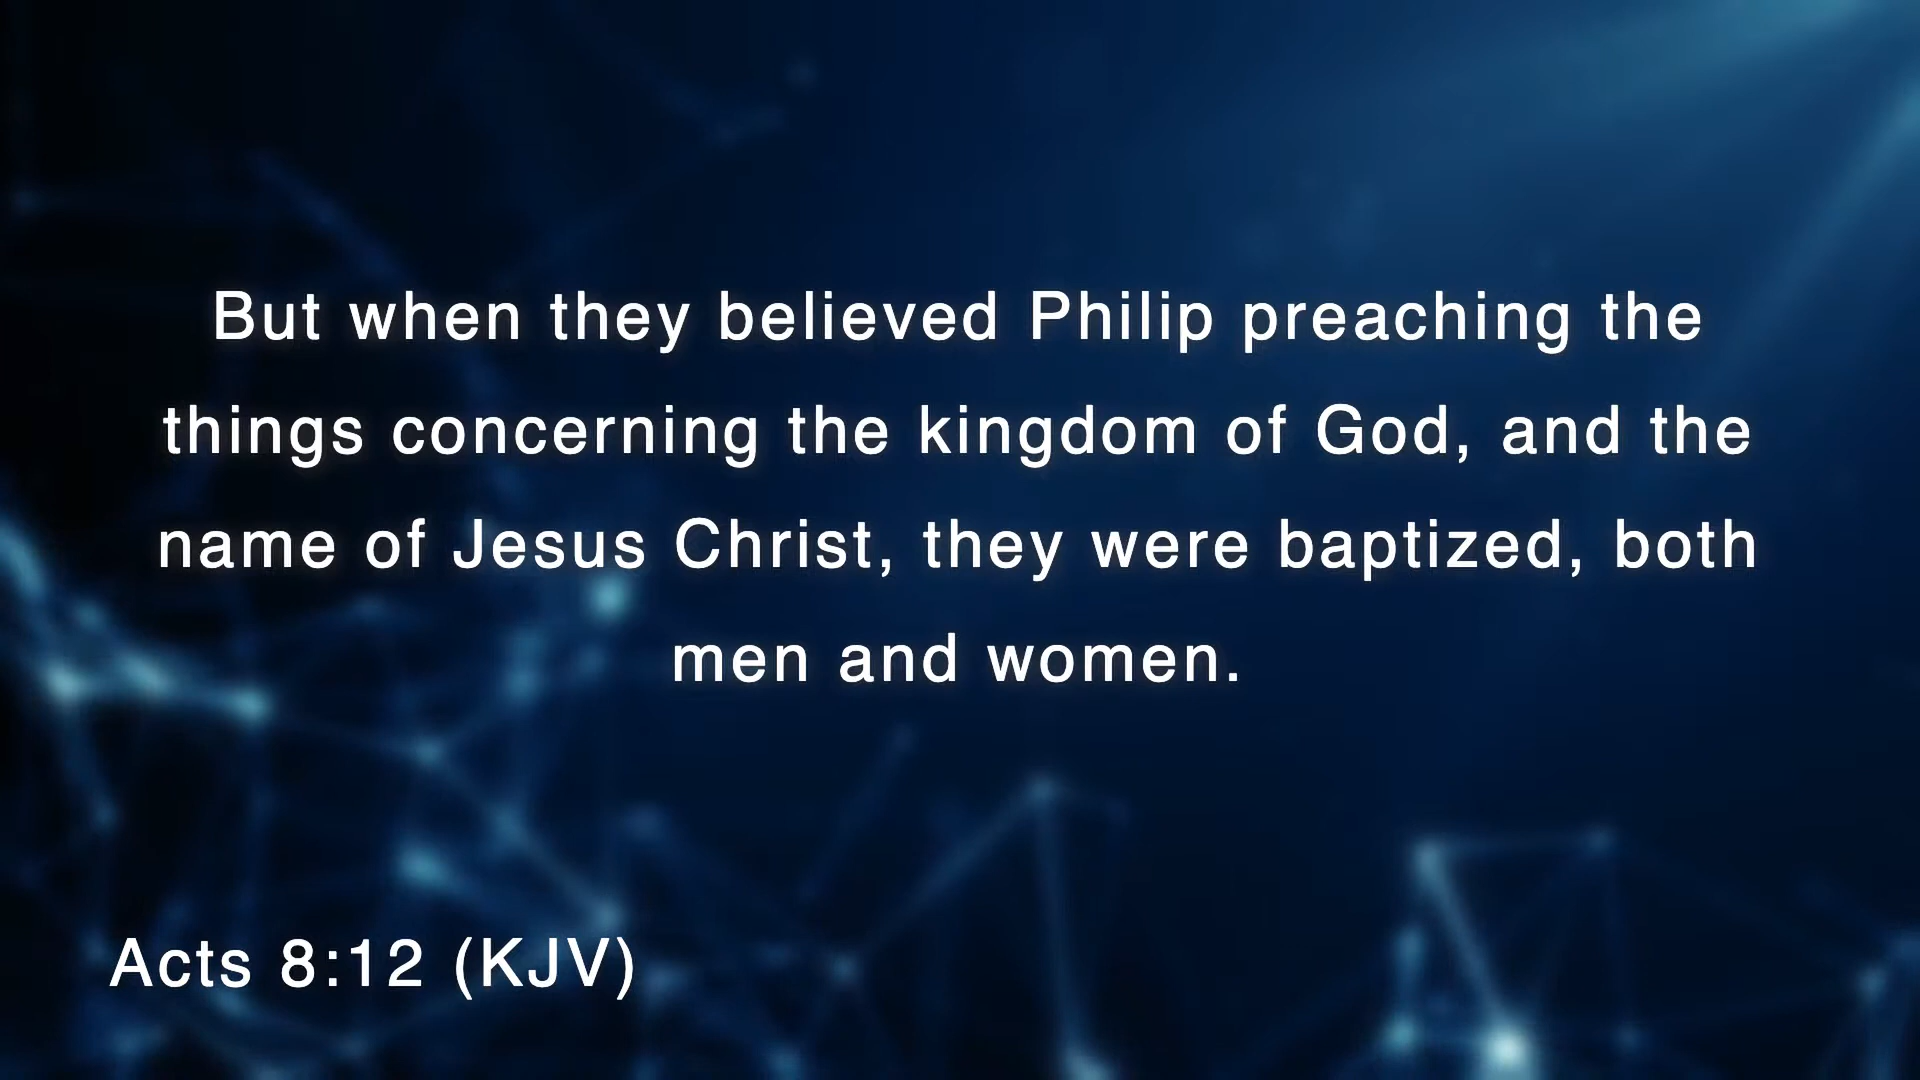 But when they believed Philip preaching the
things concerning the kingdom of God, and the
name of Jesus Christ, they were baptized, both
men and women.
Acts 8:12 (KJV)